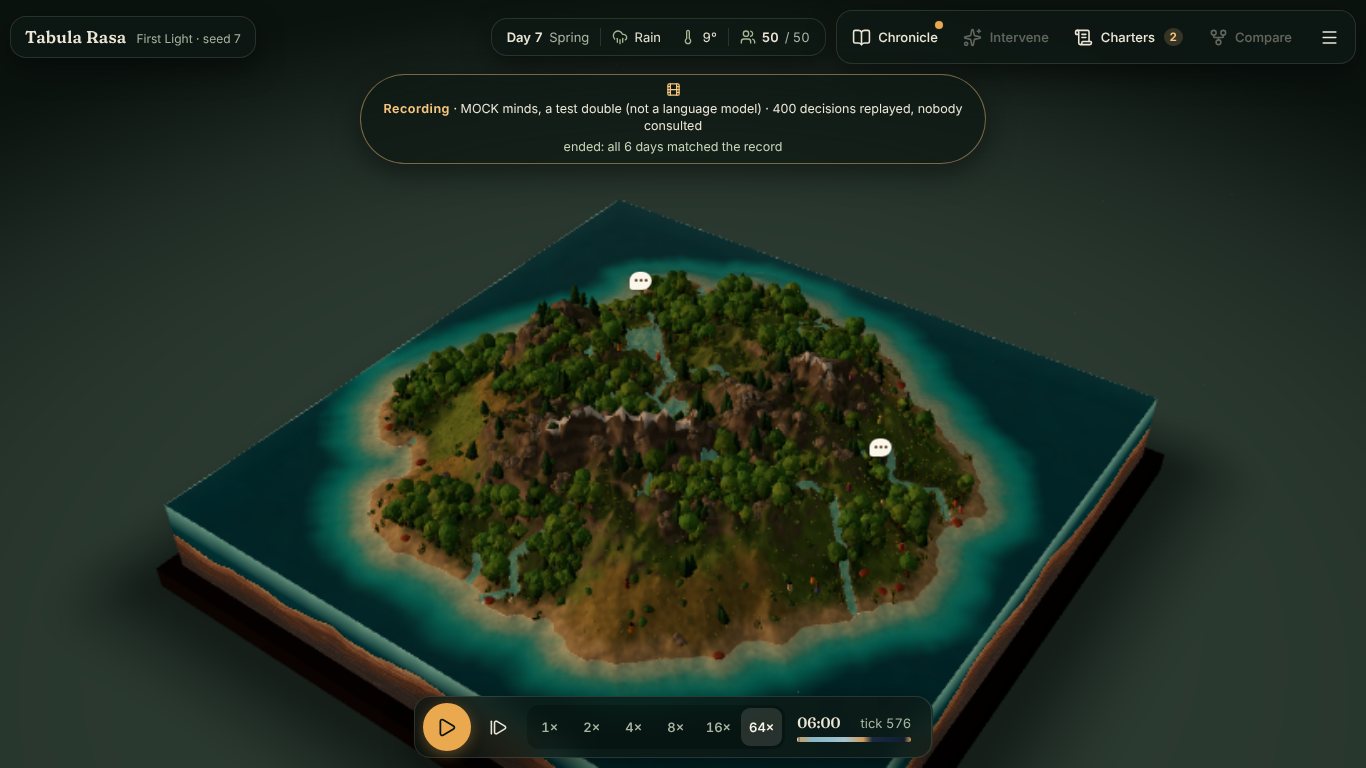 Tabula Rasa First Light · seed 7
Day 7 Spring Rain 9° 50 / 50
Chronicle Intervene Charters 2 Compare
Recording · MOCK minds, a test double (not a language model) · 400 decisions replayed, nobody
consulted
ended: all 6 days matched the record
1× 2× 4× 8× 16× 64× 06:00 tick 576